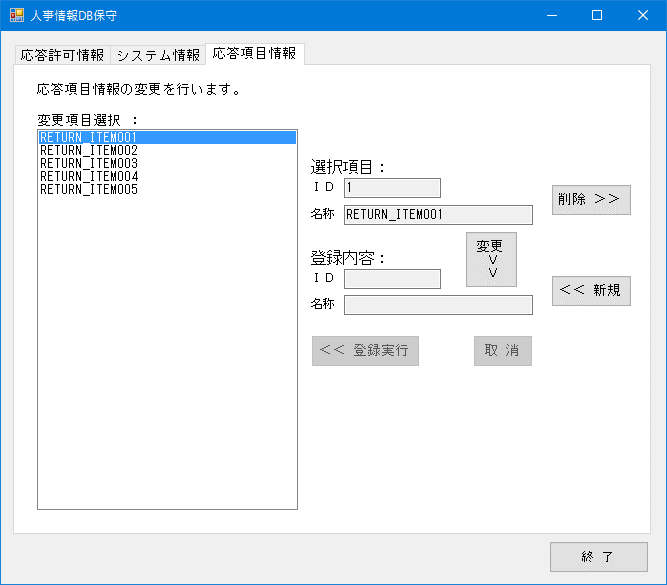 人事情報DB保守
応答許可情報 システム情報 応答項目情報
応答項目情報の変更を行います。
変更項目選択 :
RETURN_ITEM001
RETURN_ITEM002
RETURN_ITEM003
RETURN_ITEM004
RETURN_ITEM005
選択項目:
ID 1
名称 RETURN_ITEM001
削除 >>
登録内容:
ID
名称
変更
V
V
<< 新規
<< 登録実行
取 消
終 了